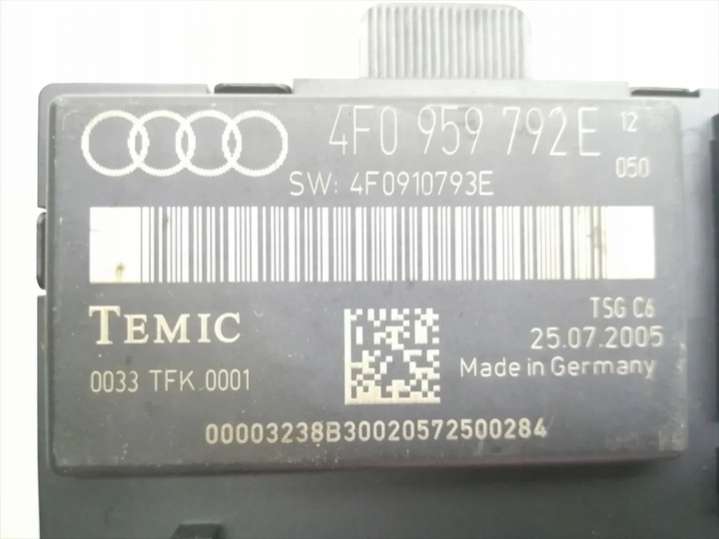 4F0 959 792E 12
050
SW: 4F0910793E
TEMIC
TSG C6
25.07.2005
0033 TFK 0001
Made in Germany
00003238B30020572500284